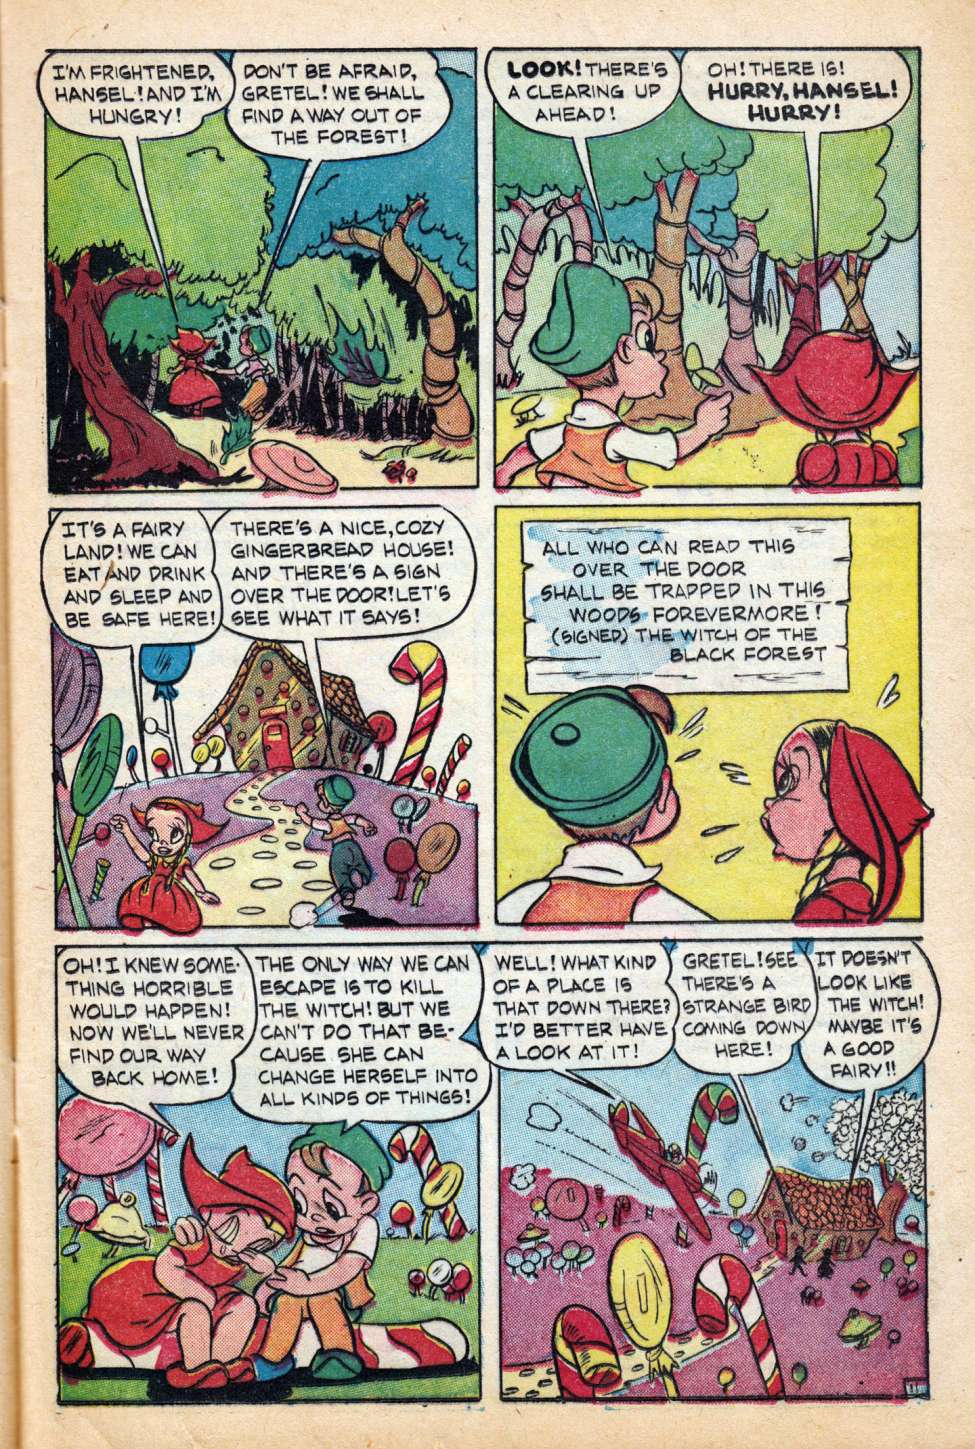 I'M FRIGHTENED,
HANSEL! AND I'M
HUNGRY!
DON'T BE AFRAID,
GRETEL! WE SHALL
FIND A WAY OUT OF
THE FOREST!
LOOK! THERE'S
A CLEARING UP
AHEAD!
OH! THERE IS!
HURRY, HANSEL!
HURRY!
IT'S A FAIRY
LAND! WE CAN
EAT AND DRINK
AND SLEEP AND
BE SAFE HERE!
THERE'S A NICE, COZY
GINGERBREAD HOUSE!
AND THERE'S A SIGN
OVER THE DOOR! LET'S
SEE WHAT IT SAYS!
ALL WHO CAN READ THIS
OVER THE DOOR
SHALL BE TRAPPED IN THIS
WOODS FOREVERMORE!
(SIGNED) THE WITCH OF THE
BLACK FOREST
OH! I KNEW SOME-
THING HORRIBLE
WOULD HAPPEN!
NOW WE'LL NEVER
FIND OUR WAY
BACK HOME!
THE ONLY WAY WE CAN
ESCAPE IS TO KILL
THE WITCH! BUT WE
CAN'T DO THAT BE-
CAUSE SHE CAN
CHANGE HERSELF INTO
ALL KINDS OF THINGS!
WELL! WHAT KIND
OF A PLACE IS
THAT DOWN THERE?
I'D BETTER HAVE
A LOOK AT IT!
GRETEL! SEE
THERE'S A
STRANGE BIRD
COMING DOWN
HERE!
IT DOESN'T
LOOK LIKE
THE WITCH!
MAYBE IT'S
A GOOD
FAIRY!!